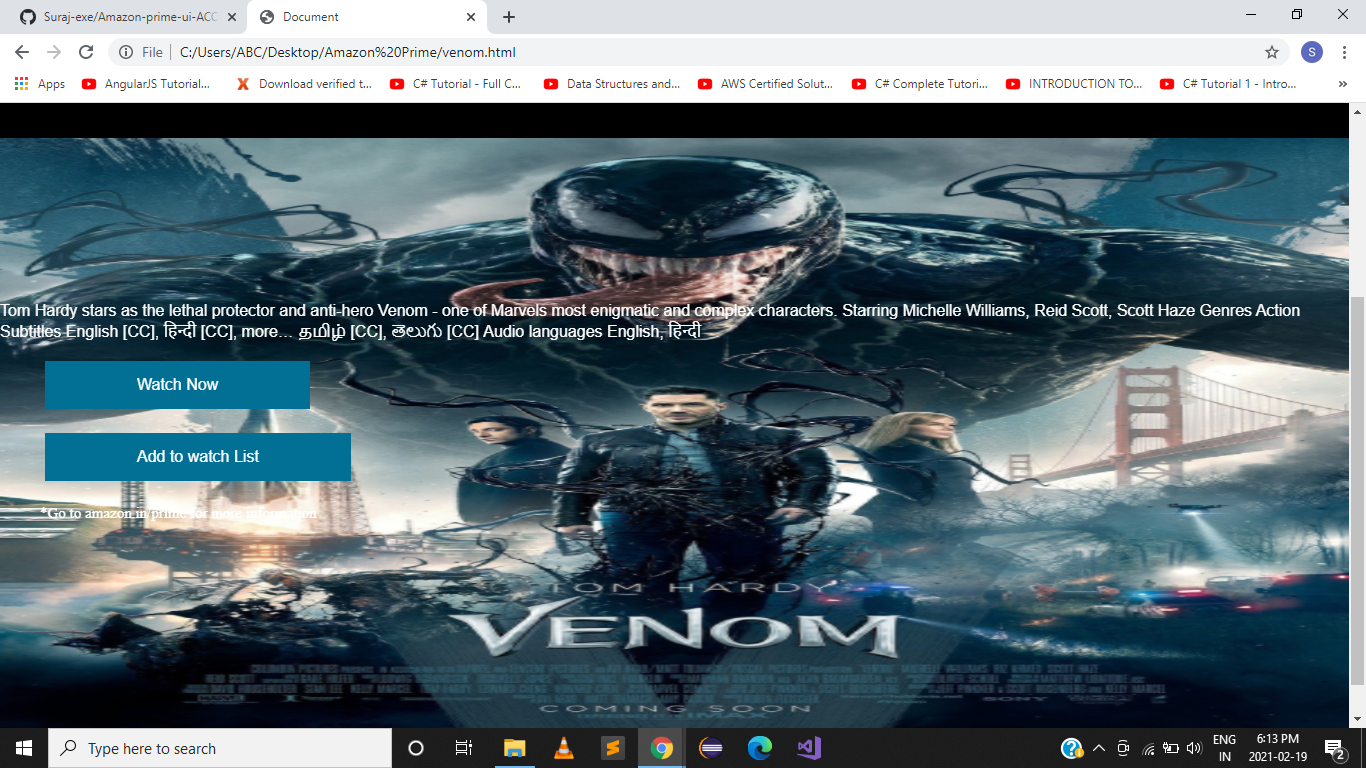 Suraj-exe/Amazon-prime-ui-ACC
Document
File
C:/Users/ABC/Desktop/Amazon%20Prime/venom.html
S
Apps
AngularJS Tutorial...
Download verified t...
C# Tutorial - Full C...
Data Structures and...
AWS Certified Solut...
C# Complete Tutori...
INTRODUCTION TO...
C# Tutorial 1 - Intro...
Tom Hardy stars as the lethal protector and anti-hero Venom - one of Marvels most enigmatic and complex characters. Starring Michelle Williams, Reid Scott, Scott Haze Genres Action
Subtitles English [CC], हिन्दी [CC], more… தமிழ் [CC], తెలుగు [CC] Audio languages English, हिन्दी
Watch Now
Add to watch List
*Go to amazon.in prime for more information
TOM HARDY
VENOM
COMING SOON
IMAX
Type here to search
ENG
IN
6:13 PM
2021-02-19
2